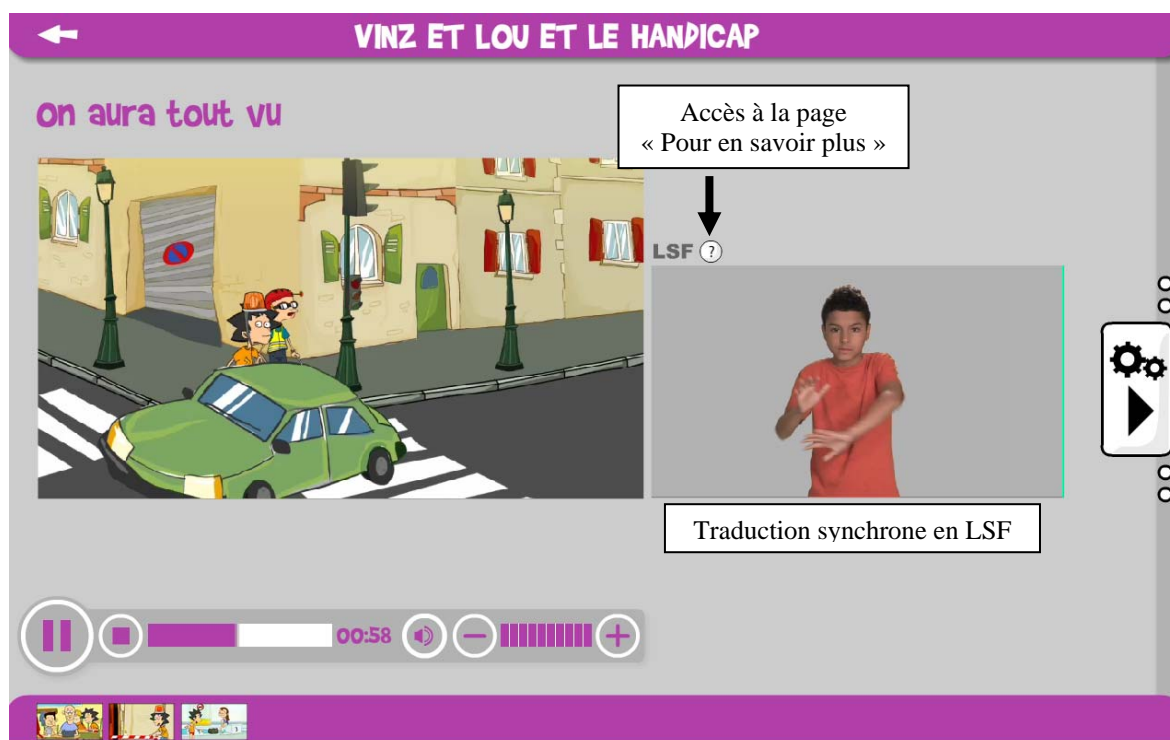 VINZ ET LOU ET LE HANDICAP
On aura tout vu
Accès à la page
« Pour en savoir plus »
LSF ?
Traduction synchrone en LSF
00:58